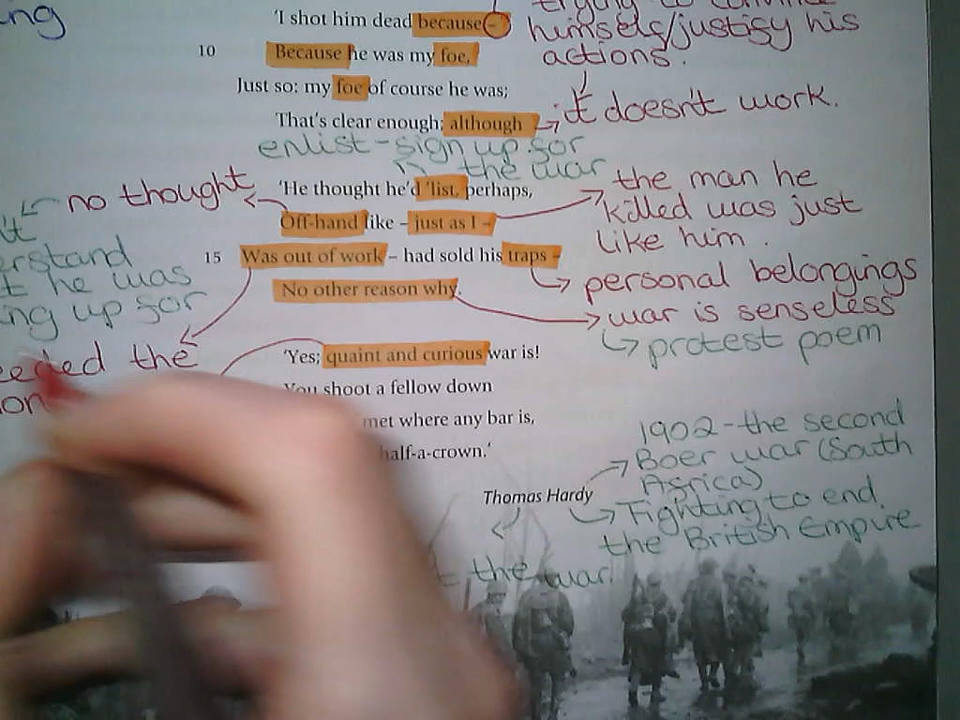 ng
'I shot him dead because –
10 Because he was my foe,
Just so: my foe of course he was;
That's clear enough; although
'He thought he'd 'list, perhaps,
Off-hand like – just as I –
15 Was out of work – had sold his traps –
No other reason why.
'Yes; quaint and curious war is!
You shoot a fellow down
met where any bar is,
half-a-crown.'
Thomas Hardy
himself/justify his
actions.
it doesn't work.
enlist - sign up for
the war
no thought
the man he
killed was just
like him.
erstand
he was
ing up for
personal belongings
war is senseless
protest poem
eeded the
1902 - the second
Boer war (South
Africa)
Fighting to end
the British Empire
the war.